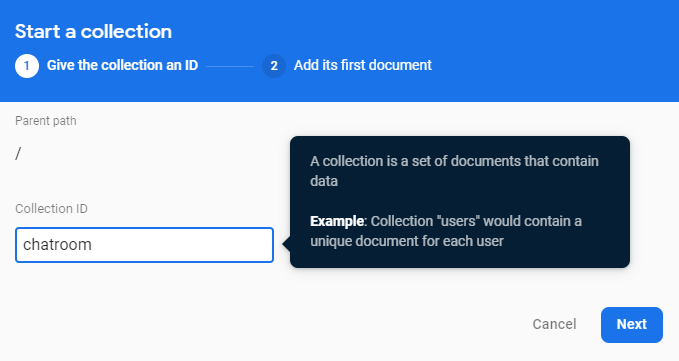 Start a collection
1 Give the collection an ID 2 Add its first document
Parent path
/
A collection is a set of documents that contain
data
Example: Collection "users" would contain a
unique document for each user
Collection ID
chatroom
Cancel Next